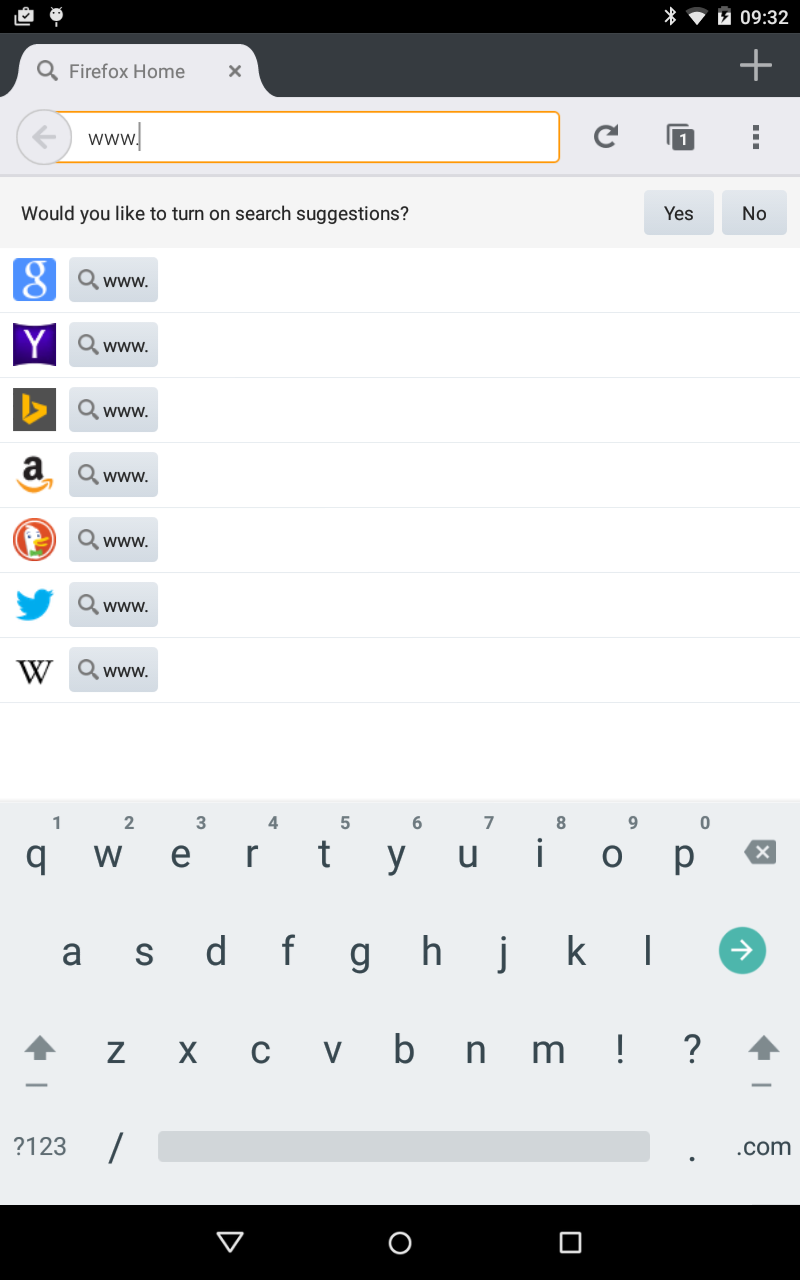 09:32
Firefox Home
www.
1
Would you like to turn on search suggestions? Yes No
g www.
Y www.
www.
a www.
www.
www.
W www.
1 2 3 4 5 6 7 8 9 0
q w e r t y u i o p
a s d f g h j k l
z x c v b n m ! ?
?123 / . .com